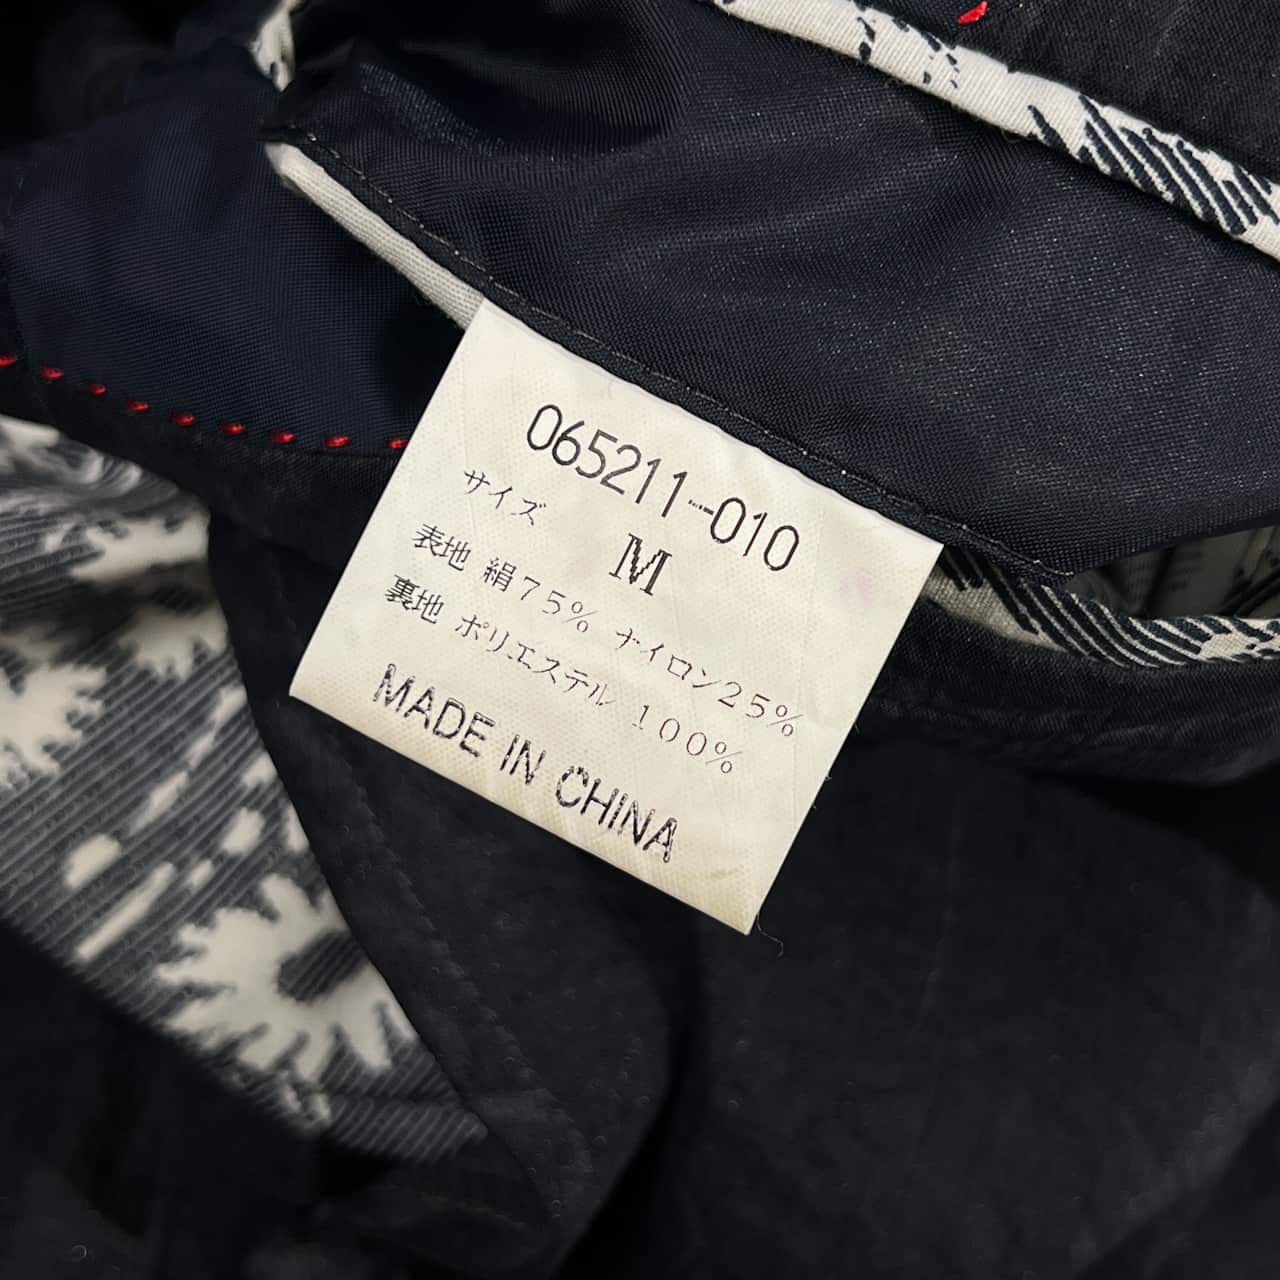 065211-010
サイズ M
表地 絹75% ナイロン25%
裏地 ポリエステル 100%
MADE IN CHINA